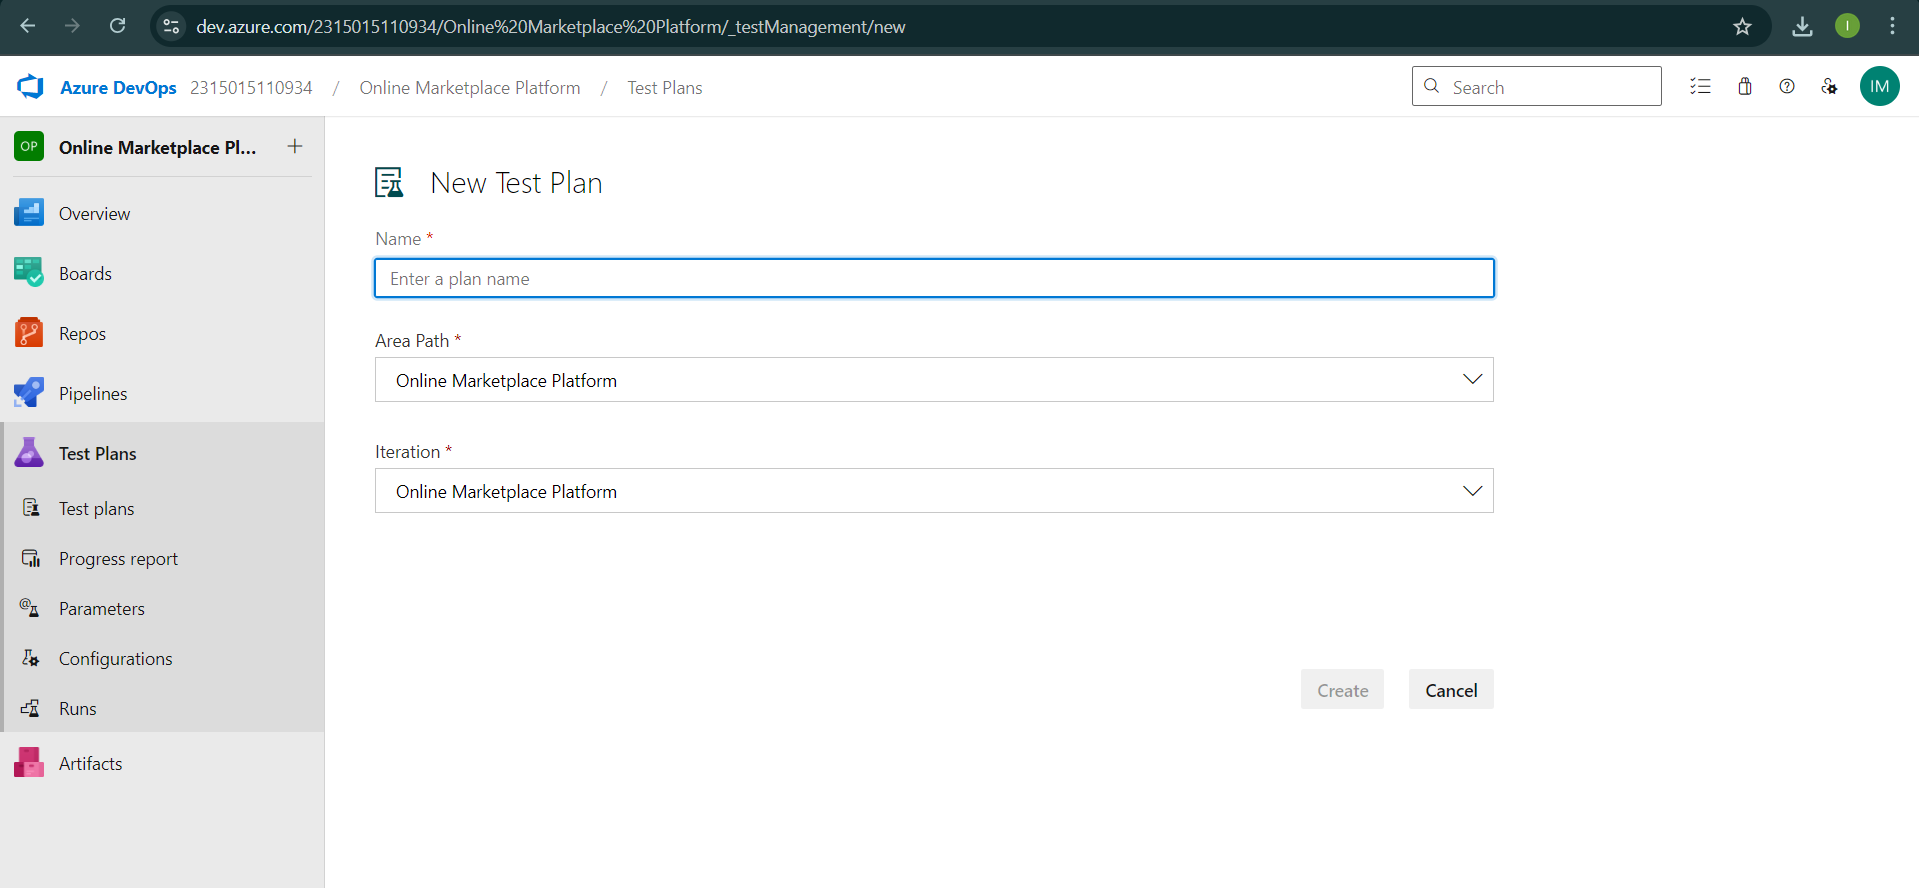 dev.azure.com/2315015110934/Online%20Marketplace%20Platform/_testManagement/new
I
Azure DevOps 2315015110934 / Online Marketplace Platform / Test Plans
Search
IM
OP Online Marketplace Pl... +
Overview
Boards
Repos
Pipelines
Test Plans
Test plans
Progress report
Parameters
Configurations
Runs
Artifacts
New Test Plan
Name *
Enter a plan name
Area Path *
Online Marketplace Platform
Iteration *
Online Marketplace Platform
Create Cancel